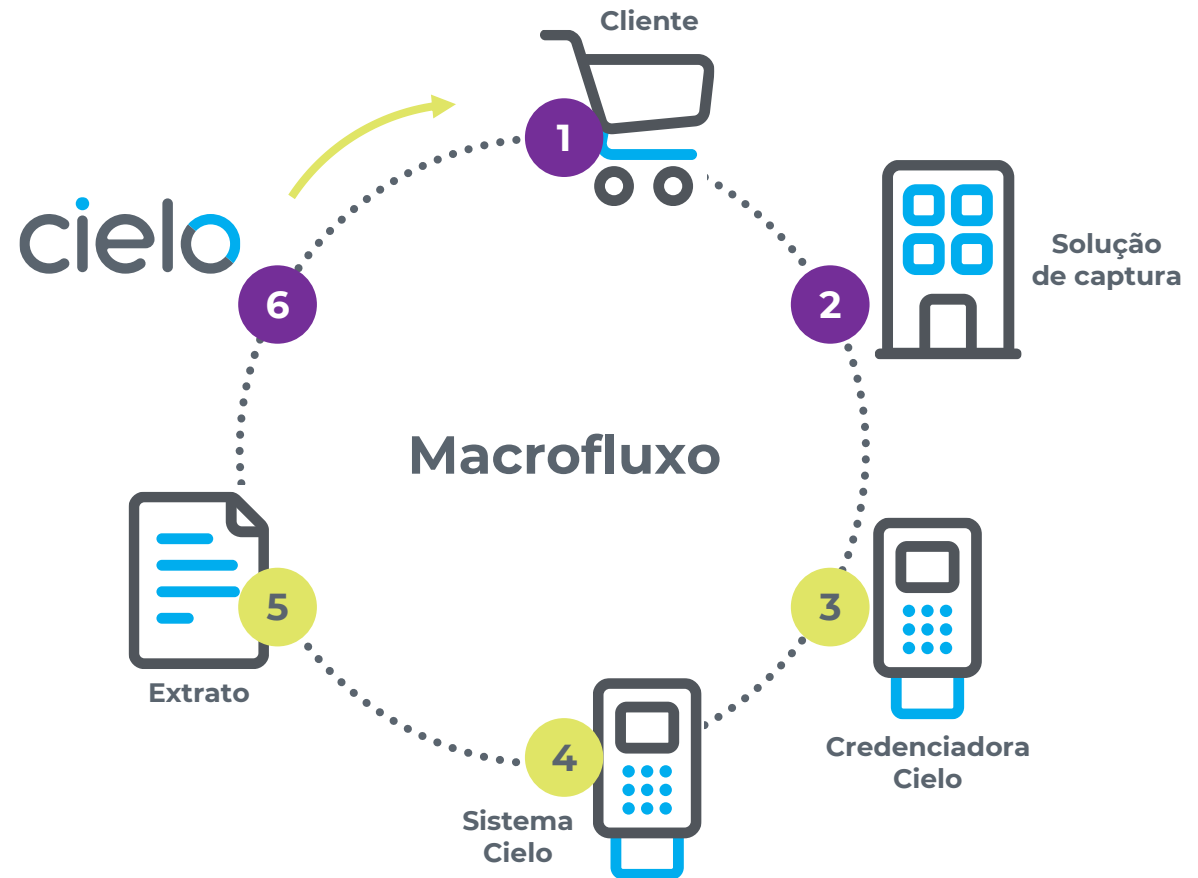 Cliente
1
Solução
de captura
2
cielo
6
Macrofluxo
3
Credenciadora
Cielo
5
Extrato
4
Sistema
Cielo